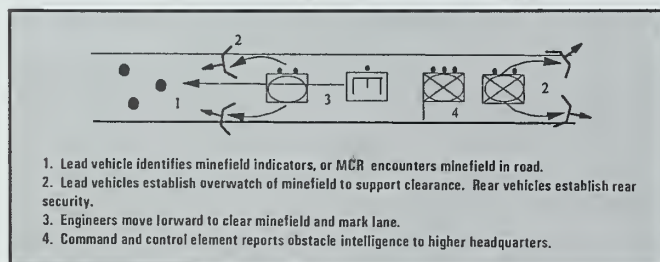 2
1
3
4
2
1. Lead vehicle identifies minefield indicators, or MCR encounters minefield in road.
2. Lead vehicles establish overwatch of minefield to support clearance. Rear vehicles establish rear
security.
3. Engineers move forward to clear minefield and mark lane.
4. Command and control element reports obstacle intelligence to higher headquarters.